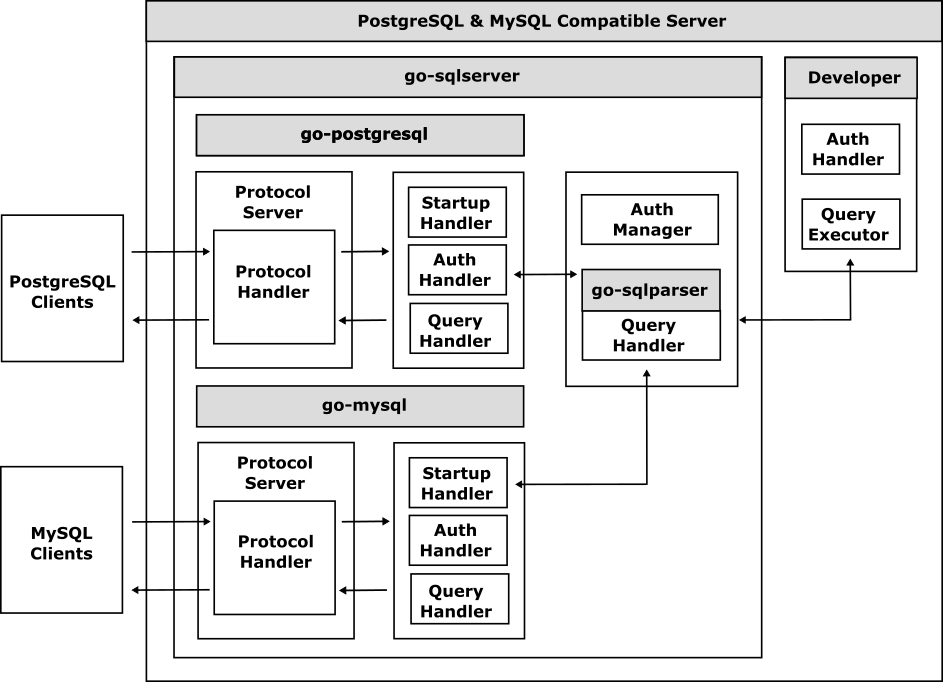 PostgreSQL & MySQL Compatible Server
go-sqlserver
Developer
go-postgresql
Auth
Handler
Query
Executor
Protocol
Server
Protocol
Handler
Startup
Handler
Auth
Handler
Query
Handler
Auth
Manager
go-sqlparser
Query
Handler
PostgreSQL
Clients
go-mysql
Protocol
Server
Protocol
Handler
Startup
Handler
Auth
Handler
Query
Handler
MySQL
Clients